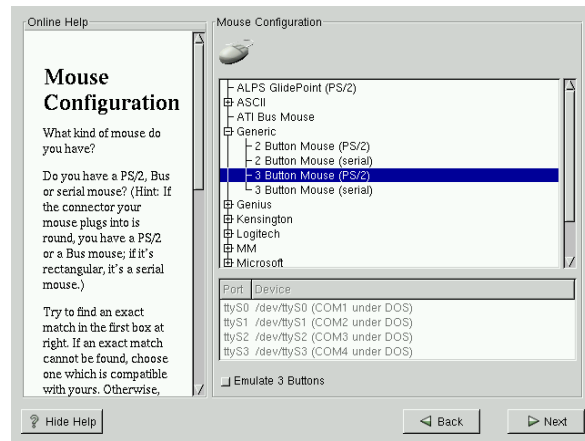 Online Help
Mouse
Configuration
What kind of mouse do
you have?
Do you have a PS/2, Bus
or serial mouse? (Hint: If
the connector your
mouse plugs into is
round, you have a PS/2
or a Bus mouse; if it's
rectangular, it's a serial
mouse.)
Try to find an exact
match in the first box at
right. If an exact match
cannot be found, choose
one which is compatible
with yours. Otherwise,
Mouse Configuration
ALPS GlidePoint (PS/2)
ASCII
ATI Bus Mouse
Generic
2 Button Mouse (PS/2)
2 Button Mouse (serial)
3 Button Mouse (PS/2)
3 Button Mouse (serial)
Genius
Kensington
Logitech
MM
Microsoft
Port Device
ttyS0 /dev/ttyS0 (COM1 under DOS)
ttyS1 /dev/ttyS1 (COM2 under DOS)
ttyS2 /dev/ttyS2 (COM3 under DOS)
ttyS3 /dev/ttyS3 (COM4 under DOS)
Emulate 3 Buttons
Hide Help
Back
Next